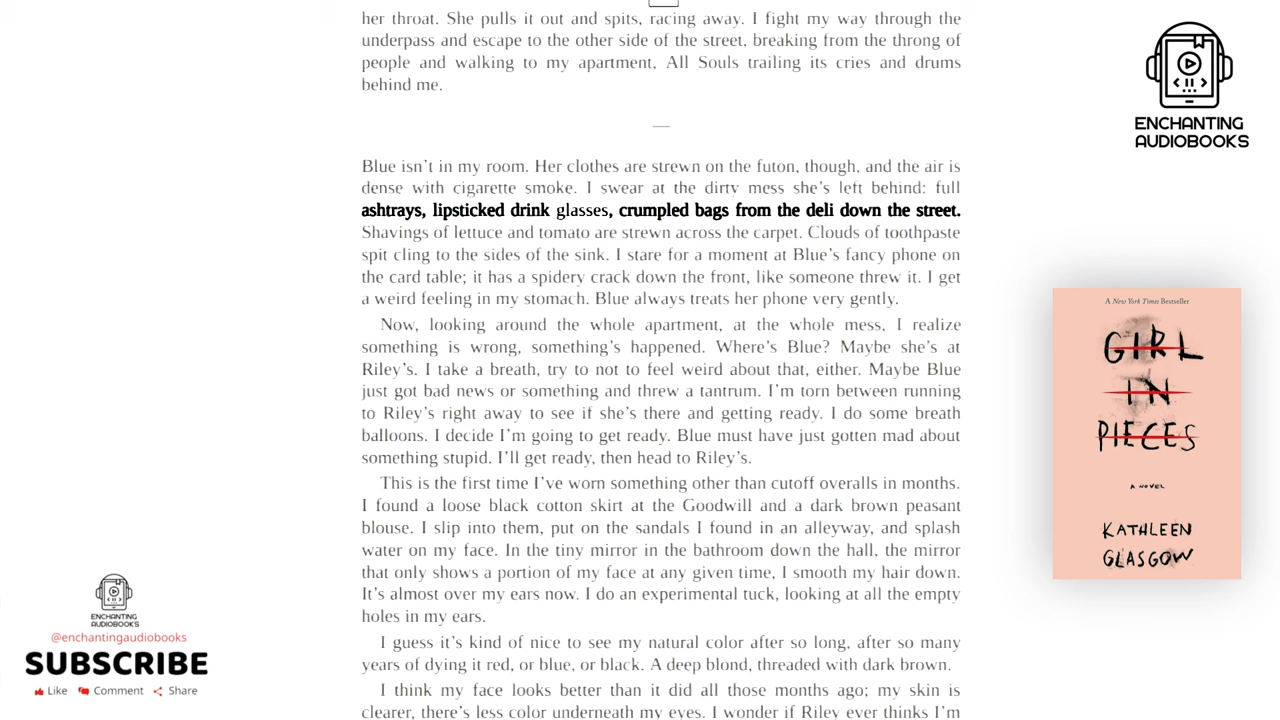 her throat. She pulls it out and spits, racing away. I fight my way through the
underpass and escape to the other side of the street, breaking from the throng of
people and walking to my apartment, All Souls trailing its cries and drums
behind me.
—
Blue isn't in my room. Her clothes are strewn on the futon, though, and the air is
dense with cigarette smoke. I swear at the dirty mess she's left behind: full
ashtrays, lipsticked drink glasses, crumpled bags from the deli down the street.
Shavings of lettuce and tomato are strewn across the carpet. Clouds of toothpaste
spit cling to the sides of the sink. I stare for a moment at Blue's fancy phone on
the card table; it has a spidery crack down the front, like someone threw it. I get
a weird feeling in my stomach. Blue always treats her phone very gently.
Now, looking around the whole apartment, at the whole mess, I realize
something is wrong, something's happened. Where's Blue? Maybe she's at
Riley's. I take a breath, try to not to feel weird about that, either. Maybe Blue
just got bad news or something and threw a tantrum. I'm torn between running
to Riley's right away to see if she's there and getting ready. I do some breath
balloons. I decide I'm going to get ready. Blue must have just gotten mad about
something stupid. I'll get ready, then head to Riley's.
This is the first time I've worn something other than cutoff overalls in months.
I found a loose black cotton skirt at the Goodwill and a dark brown peasant
blouse. I slip into them, put on the sandals I found in an alleyway, and splash
water on my face. In the tiny mirror in the bathroom down the hall, the mirror
that only shows a portion of my face at any given time, I smooth my hair down.
It's almost over my ears now. I do an experimental tuck, looking at all the empty
holes in my ears.
I guess it's kind of nice to see my natural color after so long, after so many
years of dying it red, or blue, or black. A deep blond, threaded with dark brown.
I think my face looks better than it did all those months ago; my skin is
clearer, there's less color underneath my eyes. I wonder if Riley ever thinks I'm
ENCHANTING
AUDIOBOOKS
A New York Times Bestseller
GIRL
IN
PIECES
A NOVEL
KATHLEEN
GLASGOW
ENCHANTING
AUDIOBOOKS
@enchantingaudiobooks
SUBSCRIBE
Like Comment Share